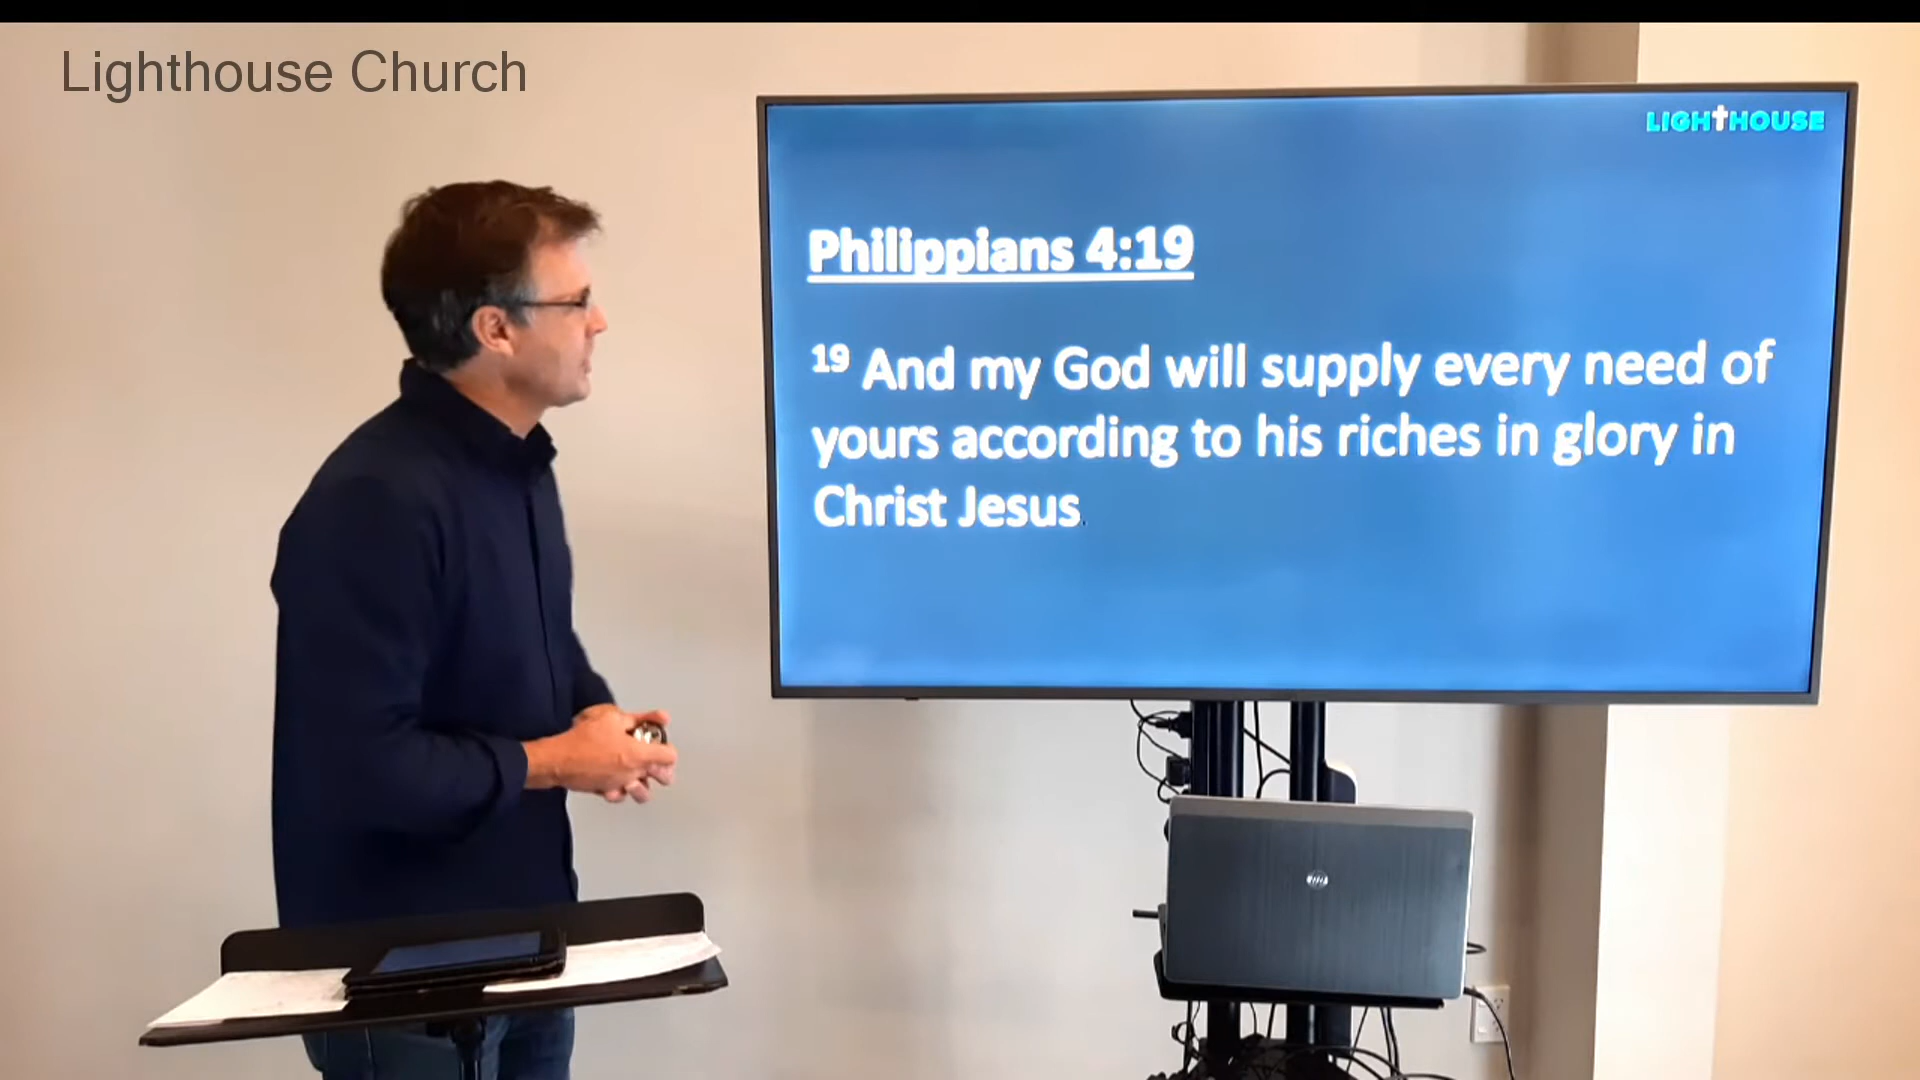 Lighthouse Church
LIGHTHOUSE
Philippians 4:19
19 And my God will supply every need of
yours according to his riches in glory in
Christ Jesus.
hp